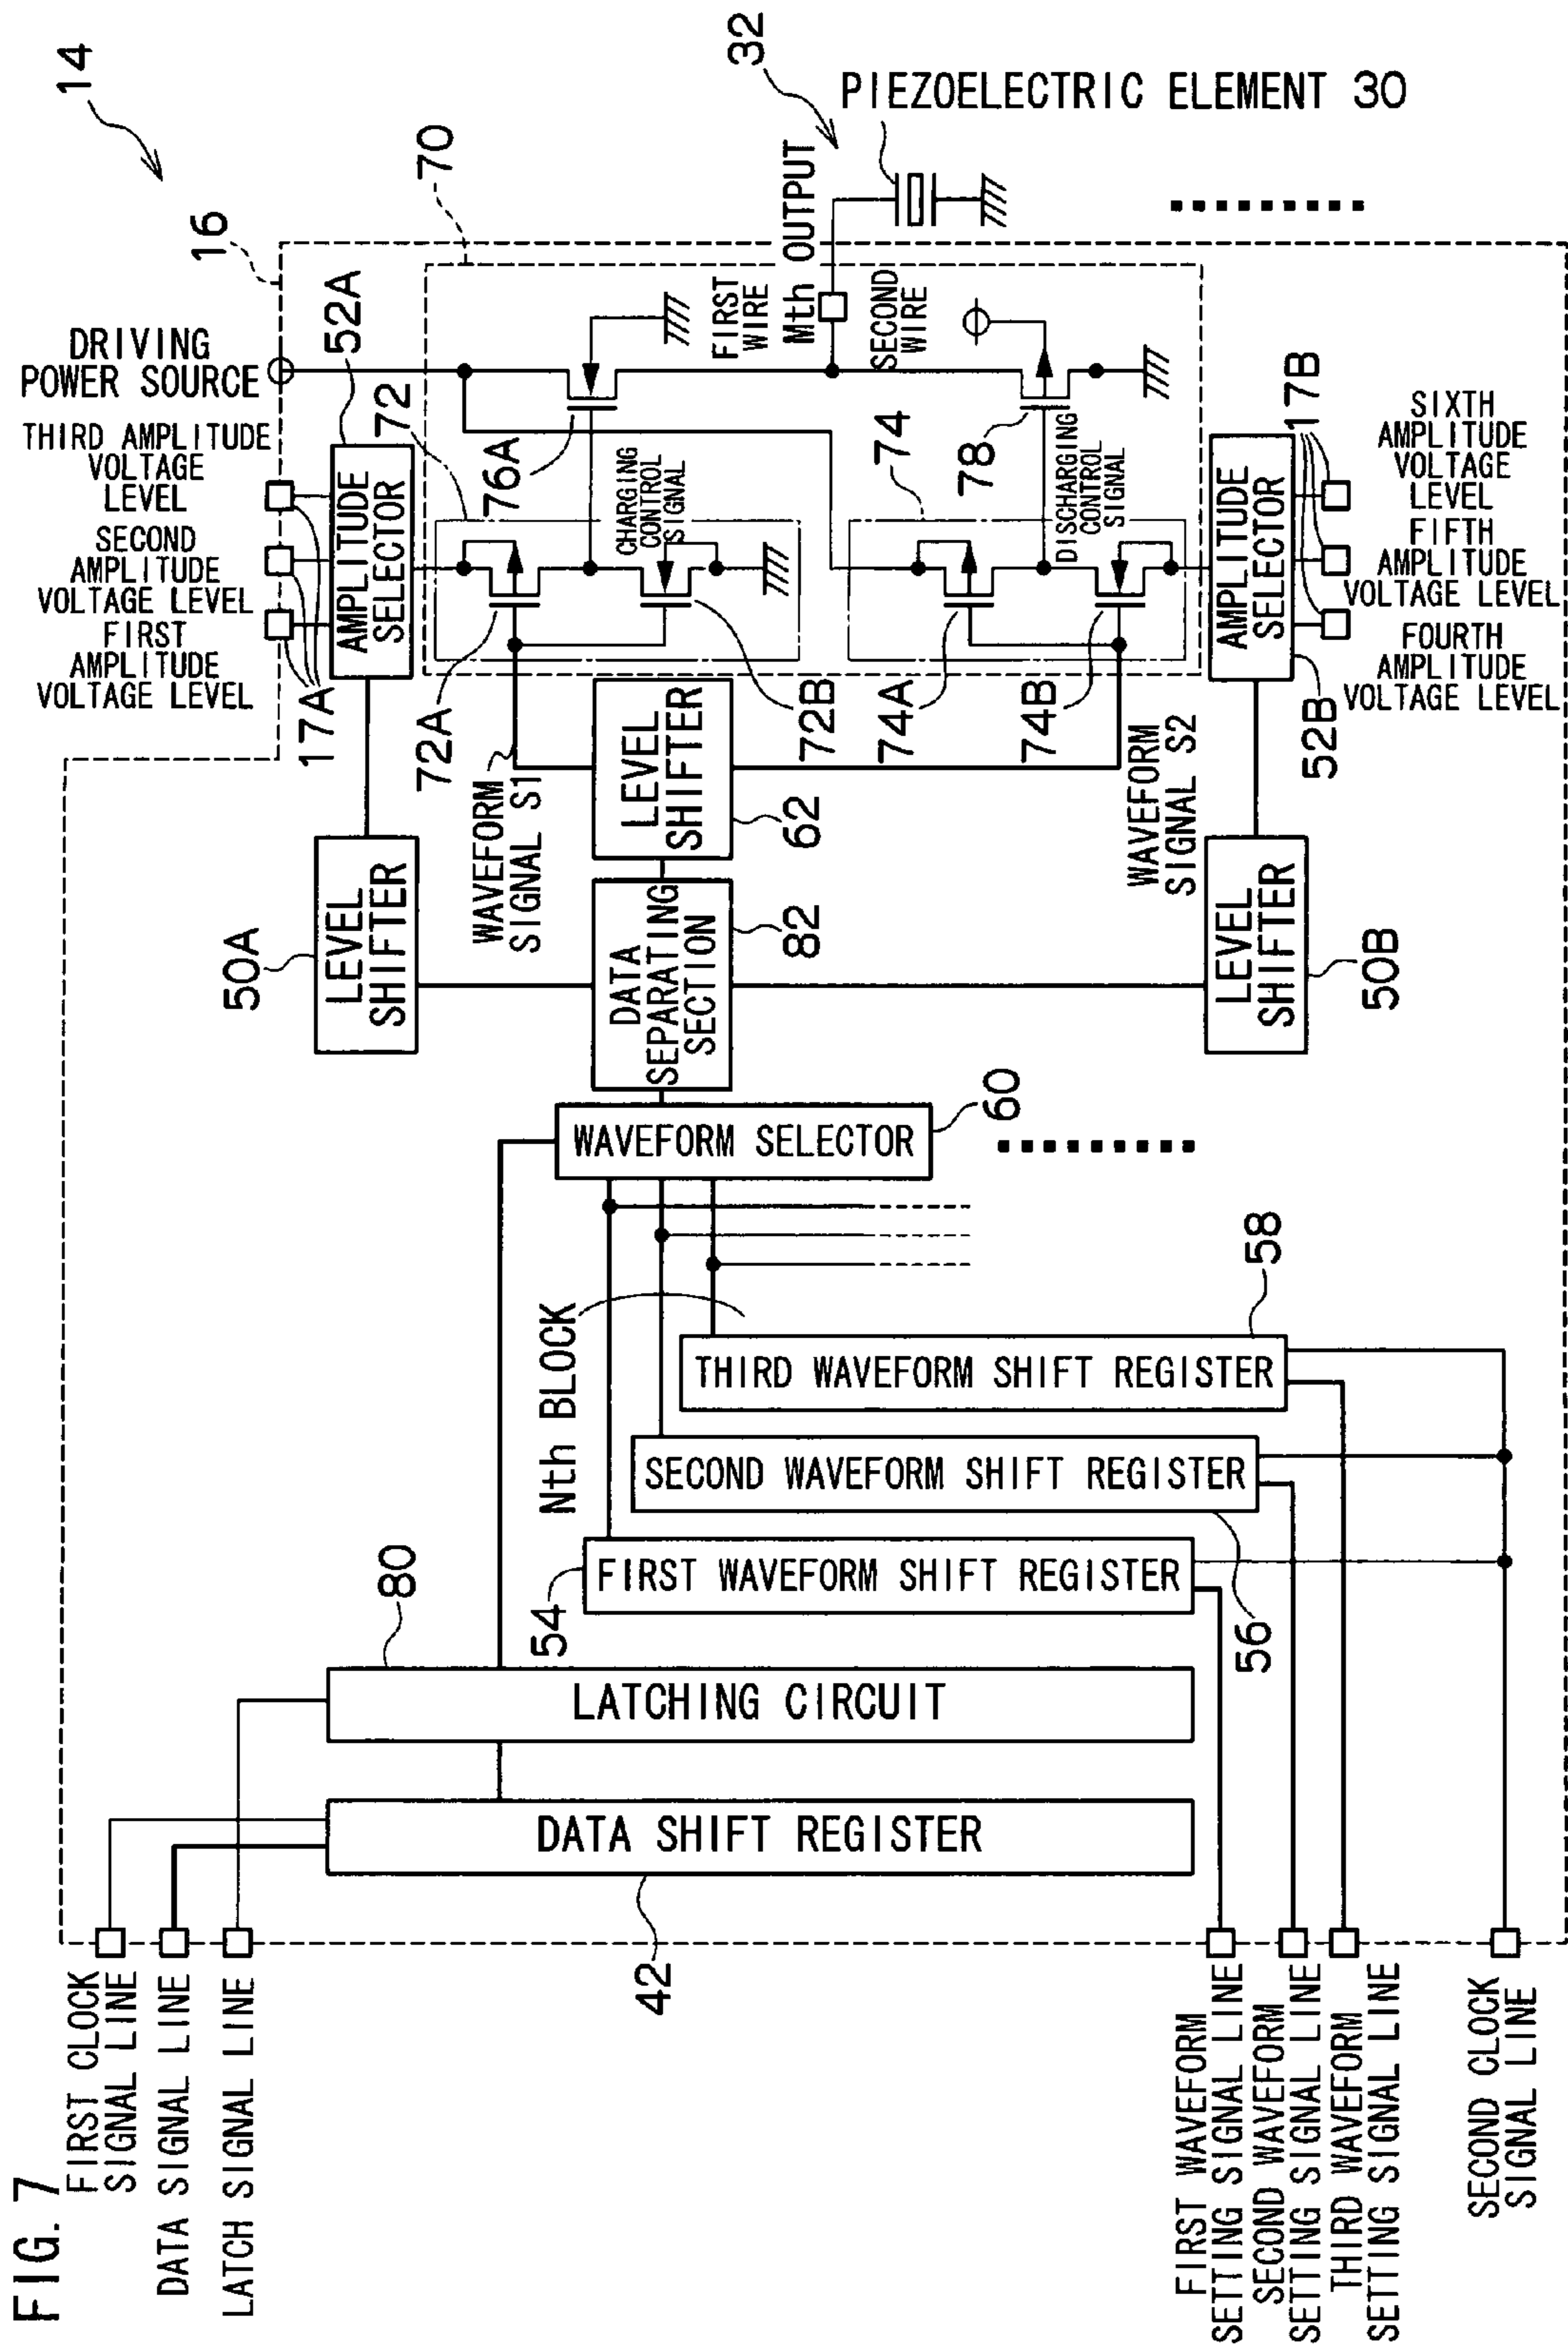 FIG. 7
14
16
32
70
DRIVING
POWER SOURCE
52A
THIRD AMPLITUDE
VOLTAGE
LEVEL
SECOND
AMPLITUDE
VOLTAGE LEVEL
FIRST
AMPLITUDE
VOLTAGE LEVEL
17A
AMPLITUDE
SELECTOR
72
76A
CHARGING
CONTROL
SIGNAL
72A
72B
FIRST
WIRE
Mth OUTPUT
SECOND
WIRE
PIEZOELECTRIC ELEMENT 30
74
78
DISCHARGING
CONTROL
SIGNAL
74A
74B
AMPLITUDE
SELECTOR
52B
17B
SIXTH
AMPLITUDE
VOLTAGE
LEVEL
FIFTH
AMPLITUDE
VOLTAGE LEVEL
FOURTH
AMPLITUDE
VOLTAGE LEVEL
50A
LEVEL
SHIFTER
WAVEFORM
SIGNAL S1
LEVEL
SHIFTER
62
DATA
SEPARATING
SECTION
82
WAVEFORM
SIGNAL S2
LEVEL
SHIFTER
50B
WAVEFORM SELECTOR
60
Nth BLOCK
THIRD WAVEFORM SHIFT REGISTER
58
SECOND WAVEFORM SHIFT REGISTER
56
FIRST WAVEFORM SHIFT REGISTER
54
80
LATCHING CIRCUIT
DATA SHIFT REGISTER
42
FIRST CLOCK
SIGNAL LINE
DATA SIGNAL LINE
LATCH SIGNAL LINE
FIRST WAVEFORM
SETTING SIGNAL LINE
SECOND WAVEFORM
SETTING SIGNAL LINE
THIRD WAVEFORM
SETTING SIGNAL LINE
SECOND CLOCK
SIGNAL LINE